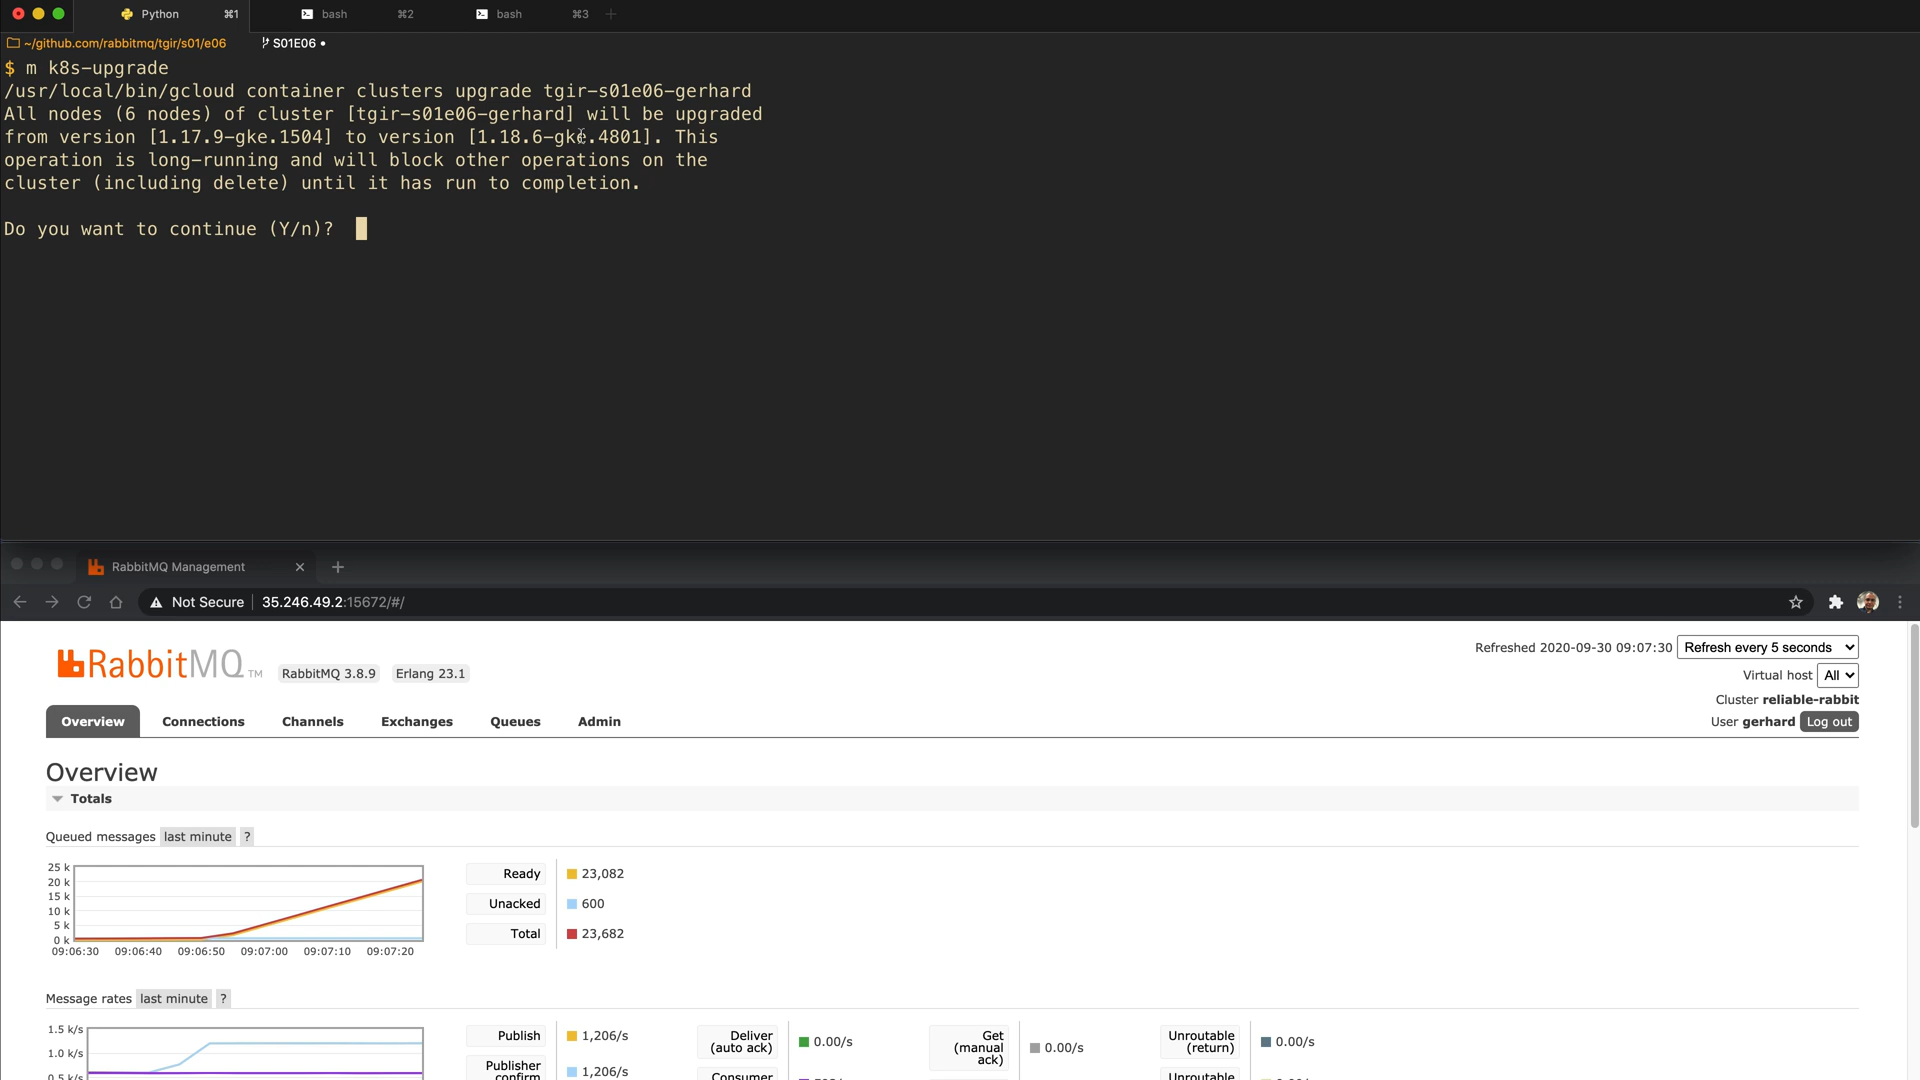 Python ⌘1 bash ⌘2 bash ⌘3 +
~/github.com/rabbitmq/tgir/s01/e06 S01E06 •
$ m k8s-upgrade
/usr/local/bin/gcloud container clusters upgrade tgir-s01e06-gerhard
All nodes (6 nodes) of cluster [tgir-s01e06-gerhard] will be upgraded
from version [1.17.9-gke.1504] to version [1.18.6-gke.4801]. This
operation is long-running and will block other operations on the
cluster (including delete) until it has run to completion.
Do you want to continue (Y/n)?
RabbitMQ Management
Not Secure 35.246.49.2:15672/#/
RabbitMQ TM RabbitMQ 3.8.9 Erlang 23.1
Refreshed 2020-09-30 09:07:30 Refresh every 5 seconds
Virtual host All
Cluster reliable-rabbit
User gerhard Log out
Overview Connections Channels Exchanges Queues Admin
Overview
Totals
Queued messages last minute ?
25 k
20 k
15 k
10 k
5 k
0 k
09:06:30 09:06:40 09:06:50 09:07:00 09:07:10 09:07:20
Ready 23,082
Unacked 600
Total 23,682
Message rates last minute ?
1.5 k/s
1.0 k/s
0.5 k/s
Publish 1,206/s
Publisher confirm 1,206/s
Deliver (auto ack) 0.00/s
Consumer
Get (manual ack) 0.00/s
Unroutable (return) 0.00/s
Unroutable